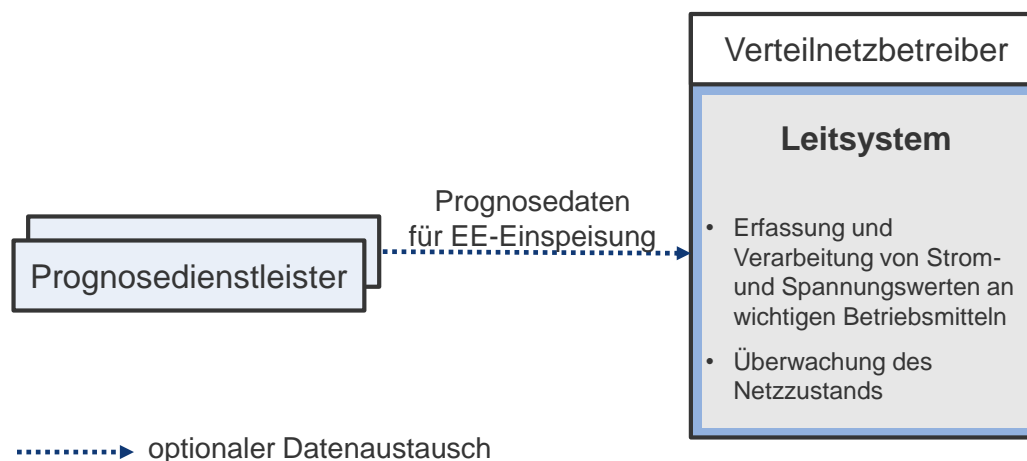 Verteilnetzbetreiber
Leitsystem
Prognosedaten
für EE-Einspeisung
Prognosedienstleister
• Erfassung und
Verarbeitung von Strom-
und Spannungswerten an
wichtigen Betriebsmitteln
• Überwachung des
Netzzustands
optionaler Datenaustausch